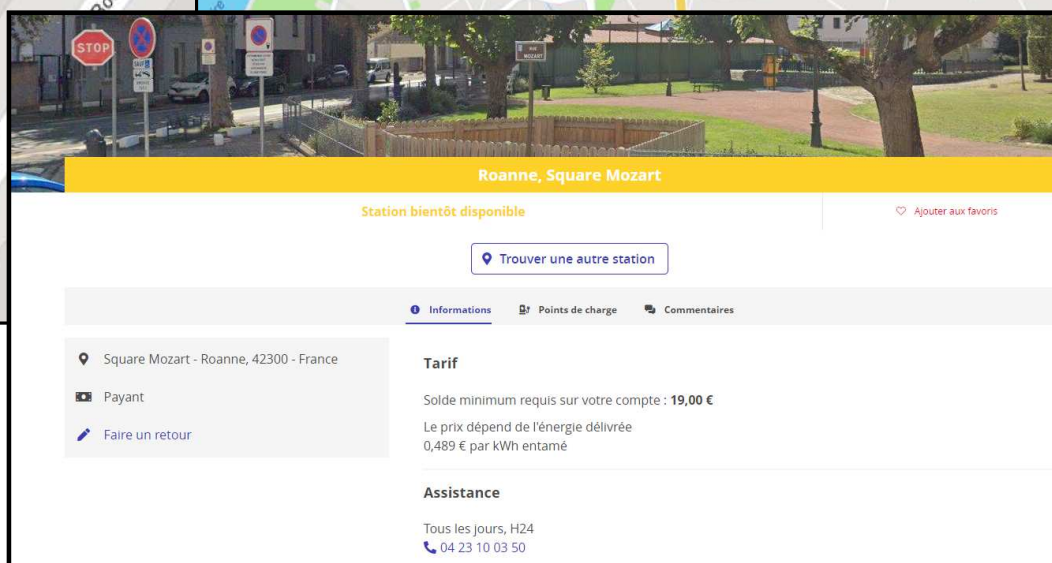 STOP
SAUF
RUE
MOZART
Roanne, Square Mozart
Station bientôt disponible
Ajouter aux favoris
Trouver une autre station
Informations
Points de charge
Commentaires
Square Mozart - Roanne, 42300 - France
Payant
Faire un retour
Tarif
Solde minimum requis sur votre compte : 19,00 €
Le prix dépend de l'énergie délivrée
0,489 € par kWh entamé
Assistance
Tous les jours, H24
04 23 10 03 50